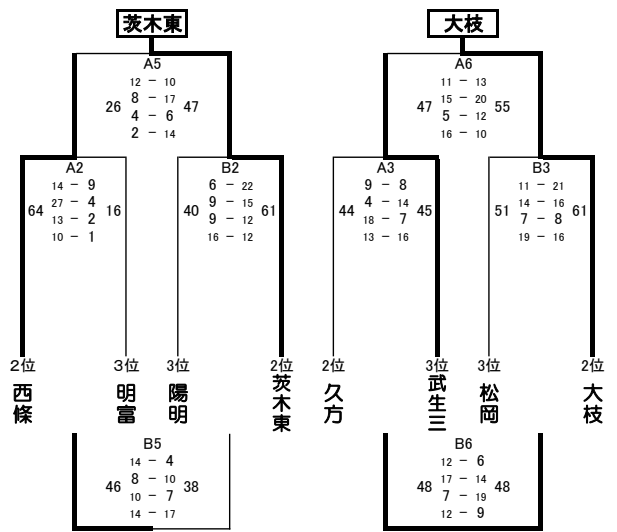 茨木東
大枝
A5
12 - 10
8 - 17
4 - 6
2 - 14
26
47
A6
11 - 13
15 - 20
5 - 12
16 - 10
47
55
A2
14 - 9
27 - 4
13 - 2
10 - 1
64
16
B2
6 - 22
9 - 15
9 - 12
16 - 12
40
61
A3
9 - 8
4 - 14
18 - 7
13 - 16
44
45
B3
11 - 21
14 - 16
7 - 8
19 - 16
51
61
2位
3位
3位
2位
2位
3位
3位
2位
西條
明富
陽明
茨木東
久方
武生三
松岡
大枝
B5
14 - 4
8 - 10
10 - 7
14 - 17
46
38
B6
12 - 6
17 - 14
7 - 19
12 - 9
48
48